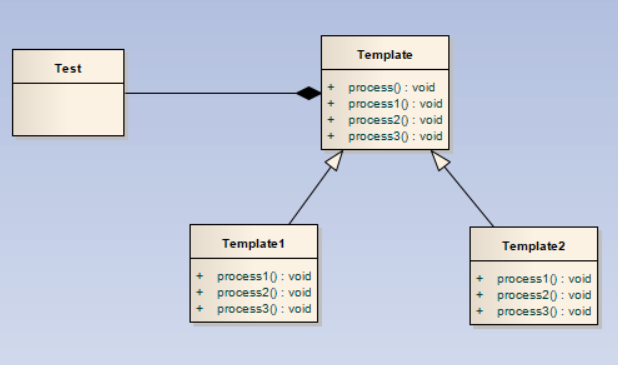 Test
Template
+ process() : void
+ process1() : void
+ process2() : void
+ process3() : void
Template1
+ process1() : void
+ process2() : void
+ process3() : void
Template2
+ process1() : void
+ process2() : void
+ process3() : void